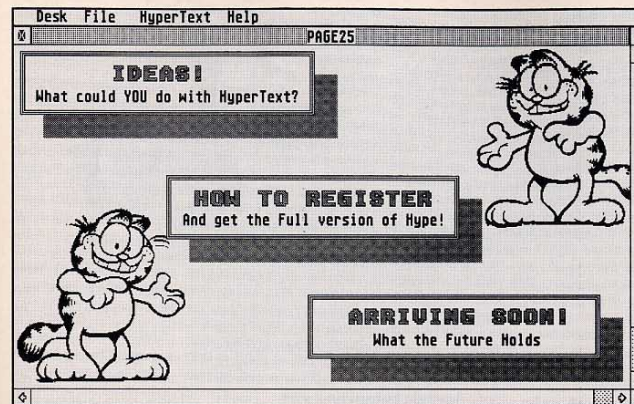 Desk File HyperText Help
PAGE25
IDEAS!
What could YOU do with HyperText?
HOW TO REGISTER
And get the Full version of Hype!
ARRIVING SOON!
What the Future Holds